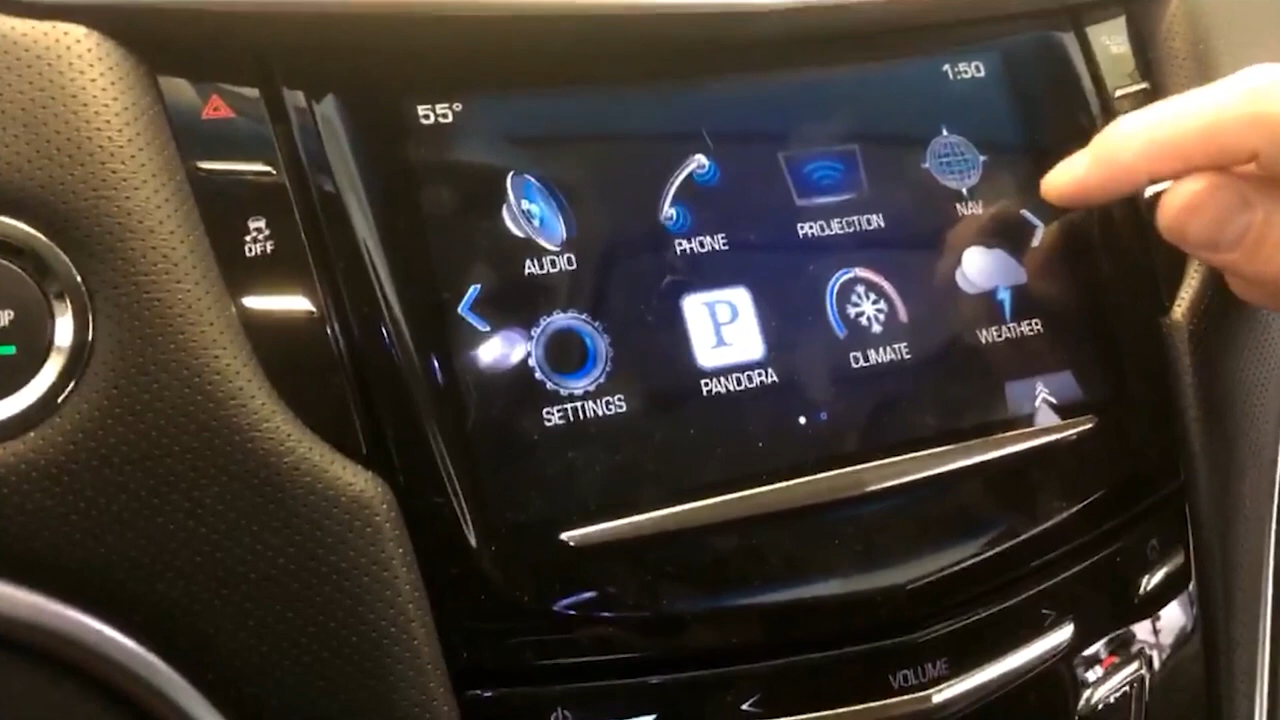 55°
1:50
AUDIO
PHONE
PROJECTION
NAV
SETTINGS
P
PANDORA
CLIMATE
WEATHER
OFF
VOLUME